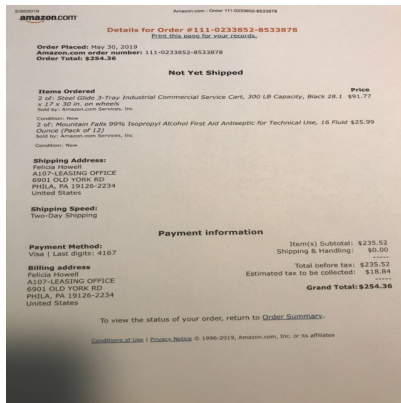 5/30/2019 Amazon.com - Order 111-0233852-8533878
amazon.com
Details for Order #111-0233852-8533878
Print this page for your records.
Order Placed: May 30, 2019
Amazon.com order number: 111-0233852-8533878
Order Total: $254.36
Not Yet Shipped
Items Ordered Price
2 of: Steel Glide 3-Tray Industrial Commercial Service Cart, 300 LB Capacity, Black 28.1 $91.77
x 17 x 30 in. on wheels
Sold by: Amazon.com Services, Inc
Condition: New
2 of: Mountain Falls 99% Isopropyl Alcohol First Aid Antiseptic for Technical Use, 16 Fluid $25.99
Ounce (Pack of 12)
Sold by: Amazon.com Services, Inc
Condition: New
Shipping Address:
Felicia Howell
A107-LEASING OFFICE
6901 OLD YORK RD
PHILA, PA 19126-2234
United States
Shipping Speed:
Two-Day Shipping
Payment information
Payment Method:
Visa | Last digits: 4167
Billing address
Felicia Howell
A107-LEASING OFFICE
6901 OLD YORK RD
PHILA, PA 19126-2234
United States
Item(s) Subtotal: $235.52
Shipping & Handling: $0.00
-----
Total before tax: $235.52
Estimated tax to be collected: $18.84
-----
Grand Total: $254.36
To view the status of your order, return to Order Summary.
Conditions of Use | Privacy Notice © 1996-2019, Amazon.com, Inc. or its affiliates